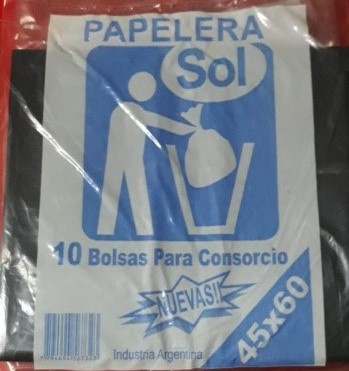 PAPELERA
Sol
10 Bolsas Para Consorcio
¡NUEVAS!!
45x60
Industria Argentina